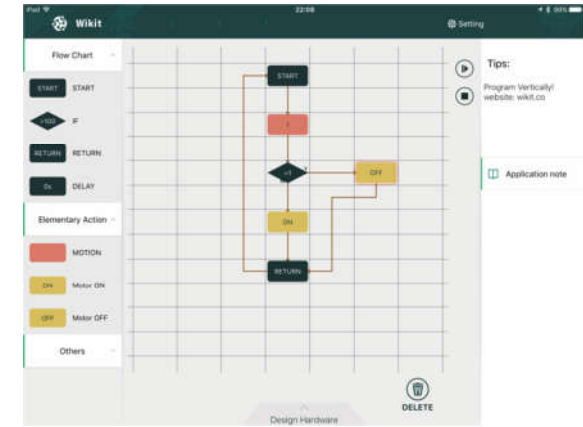 iPad
22:08
Wikit
Setting
Flow Chart
START START
>100 IF
RETURN RETURN
0s DELAY
Elementary Action
MOTION
ON Motor ON
OFF Motor OFF
Others
START
OFF
ON
RETURN
Tips:
Program Vertically!
website: wikit.co
Application note
DELETE
Design Hardware